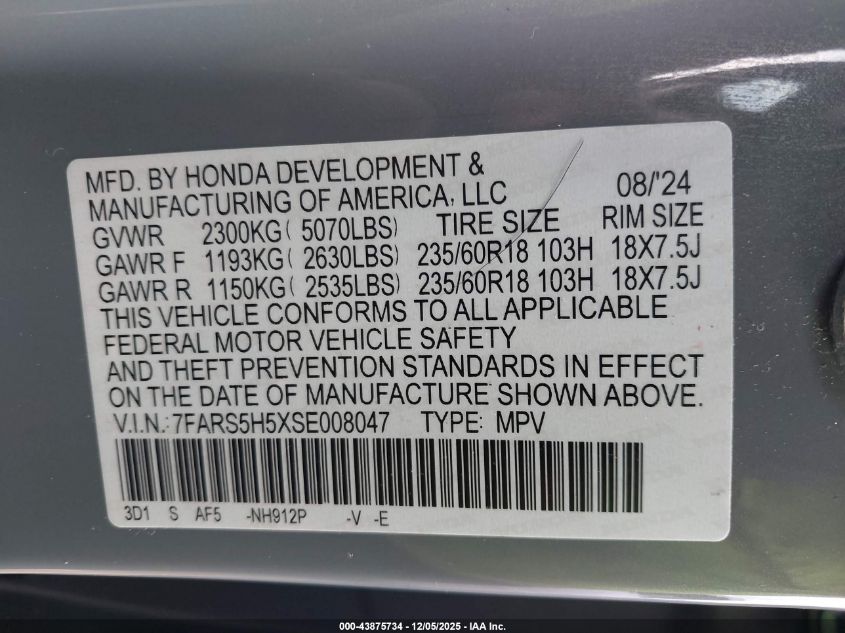 MFD. BY HONDA DEVELOPMENT & 08/'24
MANUFACTURING OF AMERICA, LLC
TIRE SIZE RIM SIZE
GVWR 2300KG( 5070LBS)
GAWR F 1193KG( 2630LBS) 235/60R18 103H 18X7.5J
GAWR R 1150KG( 2535LBS) 235/60R18 103H 18X7.5J
THIS VEHICLE CONFORMS TO ALL APPLICABLE
FEDERAL MOTOR VEHICLE SAFETY
AND THEFT PREVENTION STANDARDS IN EFFECT
ON THE DATE OF MANUFACTURE SHOWN ABOVE.
V.I.N.:7FARS5H5XSE008047 TYPE: MPV
3D1 S AF5 -NH912P -V -E
000-43875734 - 12/05/2025 - IAA Inc.